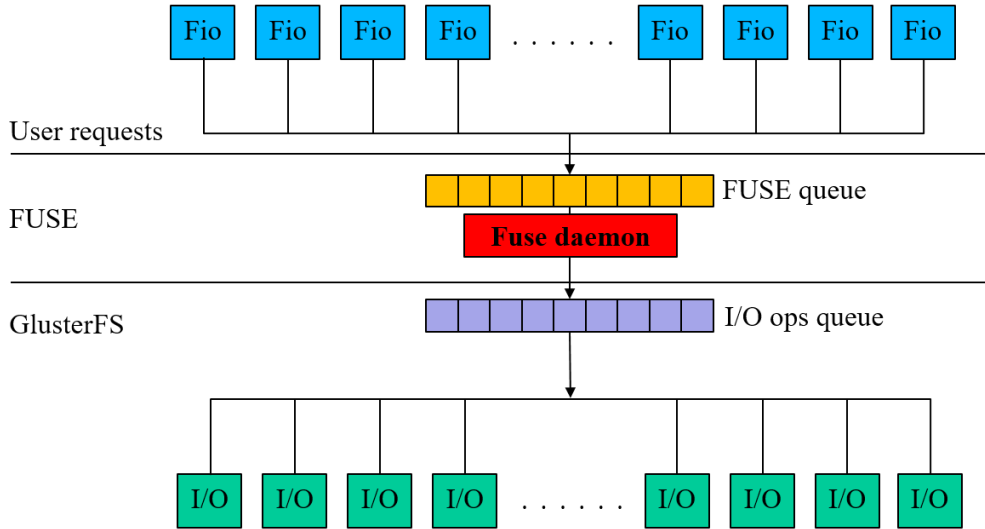 Fio Fio Fio Fio . . . . . . Fio Fio Fio Fio
User requests
FUSE queue
FUSE
Fuse daemon
GlusterFS
I/O ops queue
I/O I/O I/O I/O . . . . . . I/O I/O I/O I/O